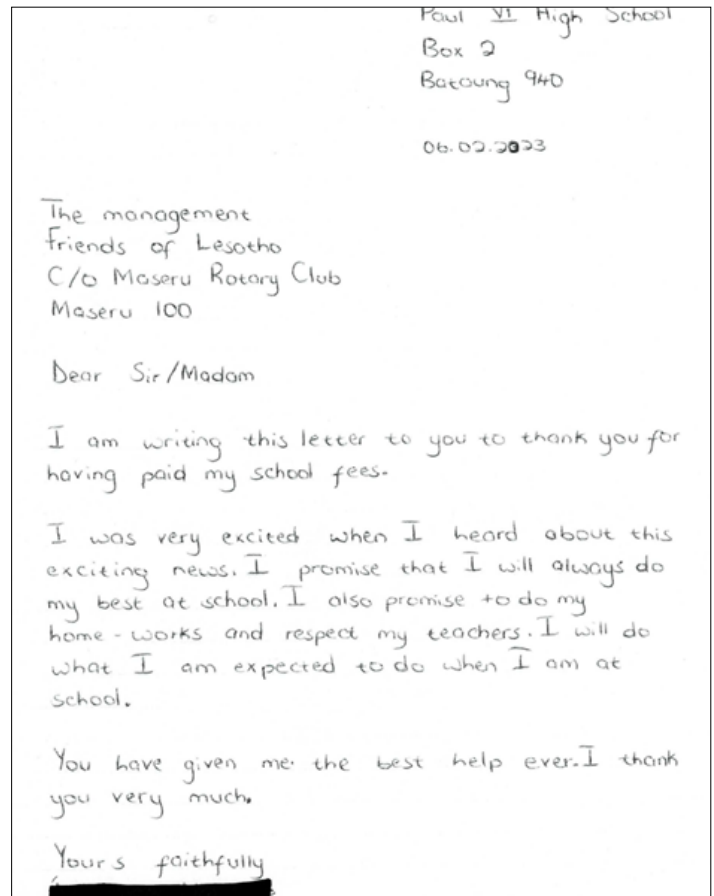 Paul VI High School
Box 2
Batoung 940
06.02.2023
The management
Friends of Lesotho
C/o Maseru Rotary Club
Maseru 100
Dear Sir/Madam
I am writing this letter to you to thank you for
having paid my school fees.
I was very excited when I heard about this
exciting news. I promise that I will always do
my best at school. I also promise to do my
home-works and respect my teachers. I will do
what I am expected to do when I am at
school.
You have given me the best help ever. I thank
you very much.
Yours faithfully